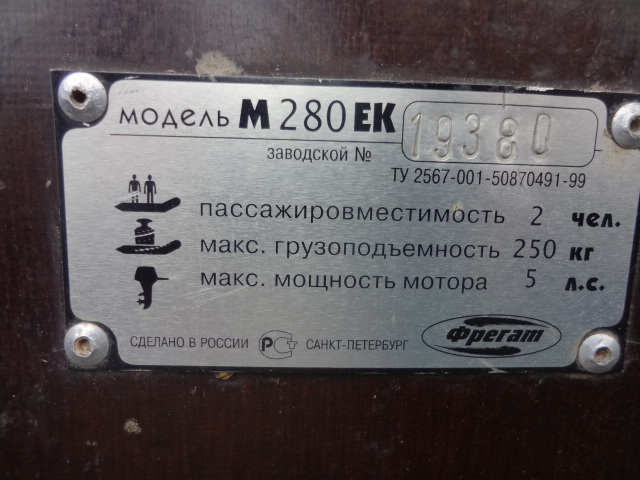 модель М 280 ЕК 19380
заводской №
ТУ 2567-001-50870491-99
пассажировместимость 2 чел.
макс. грузоподъемность 250 кг
макс. мощность мотора 5 л.с.
СДЕЛАНО В РОССИИ РСТ САНКТ-ПЕТЕРБУРГ
Фрегат